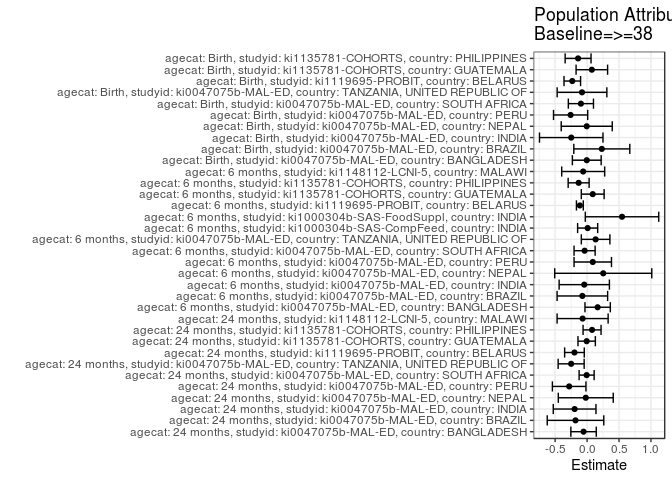 Population Attribu
Baseline=>=38
agecat: Birth, studyid: ki1135781-COHORTS, country: PHILIPPINES
agecat: Birth, studyid: ki1135781-COHORTS, country: GUATEMALA
agecat: Birth, studyid: ki1119695-PROBIT, country: BELARUS
agecat: Birth, studyid: ki0047075b-MAL-ED, country: TANZANIA, UNITED REPUBLIC OF
agecat: Birth, studyid: ki0047075b-MAL-ED, country: SOUTH AFRICA
agecat: Birth, studyid: ki0047075b-MAL-ED, country: PERU
agecat: Birth, studyid: ki0047075b-MAL-ED, country: NEPAL
agecat: Birth, studyid: ki0047075b-MAL-ED, country: INDIA
agecat: Birth, studyid: ki0047075b-MAL-ED, country: BRAZIL
agecat: Birth, studyid: ki0047075b-MAL-ED, country: BANGLADESH
agecat: 6 months, studyid: ki1148112-LCNI-5, country: MALAWI
agecat: 6 months, studyid: ki1135781-COHORTS, country: PHILIPPINES
agecat: 6 months, studyid: ki1135781-COHORTS, country: GUATEMALA
agecat: 6 months, studyid: ki1119695-PROBIT, country: BELARUS
agecat: 6 months, studyid: ki1000304b-SAS-FoodSuppl, country: INDIA
agecat: 6 months, studyid: ki1000304b-SAS-CompFeed, country: INDIA
agecat: 6 months, studyid: ki0047075b-MAL-ED, country: TANZANIA, UNITED REPUBLIC OF
agecat: 6 months, studyid: ki0047075b-MAL-ED, country: SOUTH AFRICA
agecat: 6 months, studyid: ki0047075b-MAL-ED, country: PERU
agecat: 6 months, studyid: ki0047075b-MAL-ED, country: NEPAL
agecat: 6 months, studyid: ki0047075b-MAL-ED, country: INDIA
agecat: 6 months, studyid: ki0047075b-MAL-ED, country: BRAZIL
agecat: 6 months, studyid: ki0047075b-MAL-ED, country: BANGLADESH
agecat: 24 months, studyid: ki1148112-LCNI-5, country: MALAWI
agecat: 24 months, studyid: ki1135781-COHORTS, country: PHILIPPINES
agecat: 24 months, studyid: ki1135781-COHORTS, country: GUATEMALA
agecat: 24 months, studyid: ki1119695-PROBIT, country: BELARUS
agecat: 24 months, studyid: ki0047075b-MAL-ED, country: TANZANIA, UNITED REPUBLIC OF
agecat: 24 months, studyid: ki0047075b-MAL-ED, country: SOUTH AFRICA
agecat: 24 months, studyid: ki0047075b-MAL-ED, country: PERU
agecat: 24 months, studyid: ki0047075b-MAL-ED, country: NEPAL
agecat: 24 months, studyid: ki0047075b-MAL-ED, country: INDIA
agecat: 24 months, studyid: ki0047075b-MAL-ED, country: BRAZIL
agecat: 24 months, studyid: ki0047075b-MAL-ED, country: BANGLADESH
-0.5 0.0 0.5 1.0
Estimate